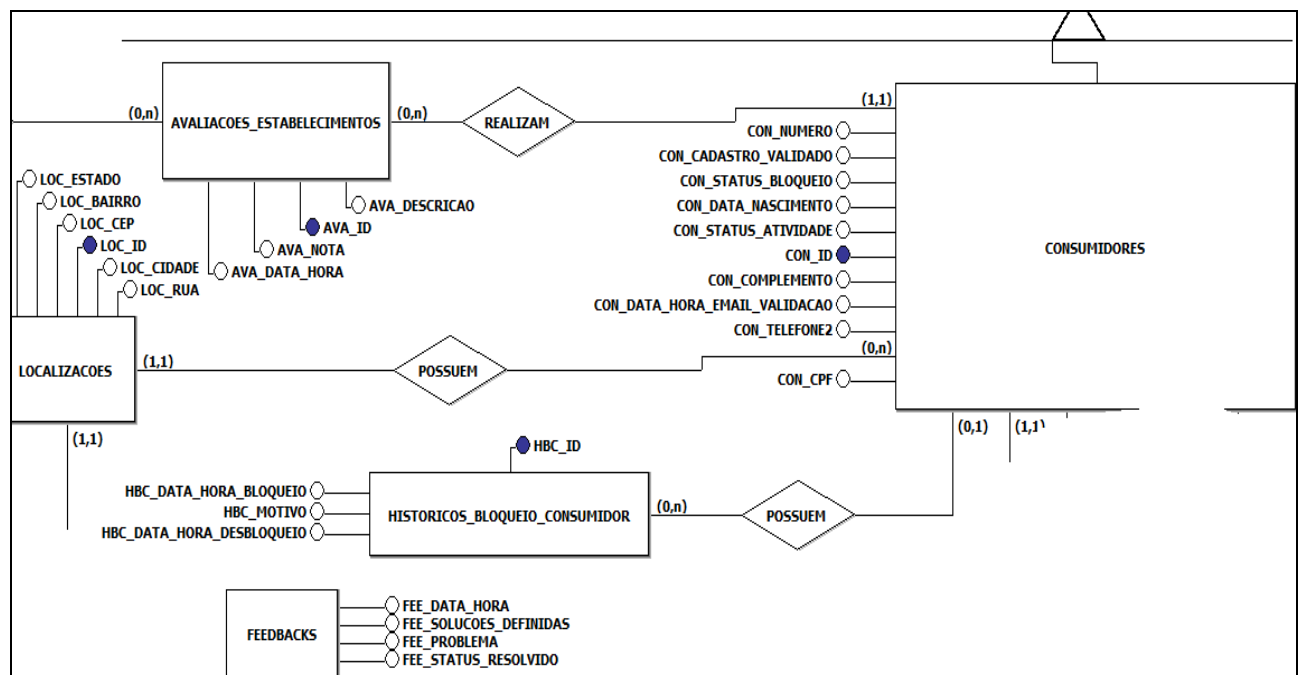 (0,n)
AVALIACOES_ESTABELECIMENTOS
(0,n)
REALIZAM
(1,1)
CON_NUMERO
CON_CADASTRO_VALIDADO
CON_STATUS_BLOQUEIO
CON_DATA_NASCIMENTO
CON_STATUS_ATIVIDADE
CON_ID
CON_COMPLEMENTO
CON_DATA_HORA_EMAIL_VALIDACAO
CON_TELEFONE2
(0,n)
CON_CPF
CONSUMIDORES
LOC_ESTADO
LOC_BAIRRO
LOC_CEP
LOC_ID
LOC_CIDADE
LOC_RUA
AVA_DESCRICAO
AVA_ID
AVA_NOTA
AVA_DATA_HORA
LOCALIZACOES
(1,1)
POSSUEM
(1,1)
(0,1)
(1,1)
HBC_ID
HBC_DATA_HORA_BLOQUEIO
HBC_MOTIVO
HBC_DATA_HORA_DESBLOQUEIO
HISTORICOS_BLOQUEIO_CONSUMIDOR
(0,n)
POSSUEM
FEEDBACKS
FEE_DATA_HORA
FEE_SOLUCOES_DEFINIDAS
FEE_PROBLEMA
FEE_STATUS_RESOLVIDO